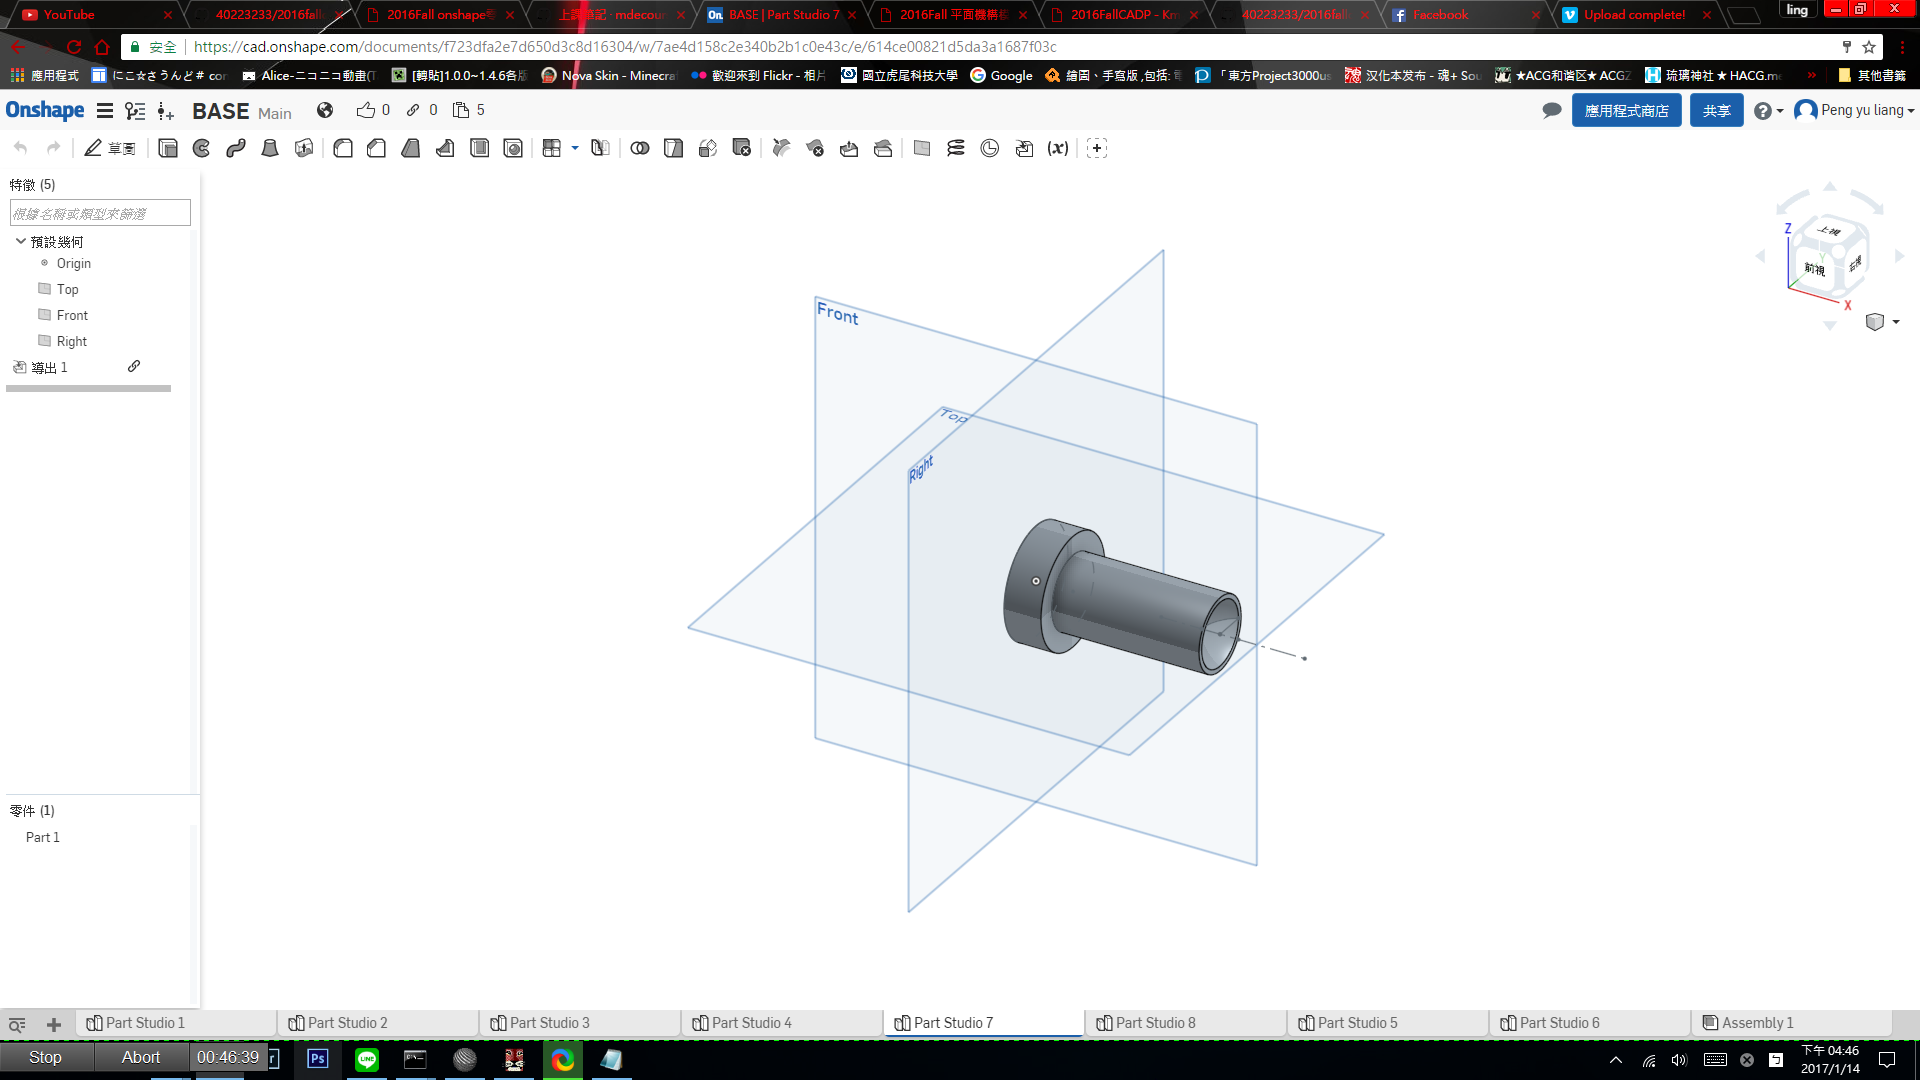 YouTube
40223233/2016fall
2016Fall onshape
上課筆記 · mdecour
BASE | Part Studio 7
2016Fall 平面機構
2016FallCADP - Km
40223233/2016fall
Facebook
Upload complete!
ling
安全
https://cad.onshape.com/documents/f723dfa2e7d650d3c8d16304/w/7ae4d158c2e340b2b1c0e43c/e/614ce00821d5da3a1687f03c
應用程式
にこ☆さうんど# con
Alice-ニコニコ動畫(T
[轉貼]1.0.0~1.4.6各版
Nova Skin - Minecra
歡迎來到 Flickr - 相片
國立虎尾科技大學
Google
繪圖、手寫版 ,包括: 電
「東方Project3000us
汉化本发布 - 魂+ Sou
★ACG和谐区★ ACGZ
琉璃神社 ★ HACG.me
其他書籤
Onshape
BASE Main
0
0
5
應用程式商店
共享
Peng yu liang
草圖
(x)
特徵 (5)
根據名稱或類型來篩選
預設幾何
Origin
Top
Front
Right
導出 1
Front
Top
Right
Z
上視
前視
右視
Y
X
零件 (1)
Part 1
Part Studio 1
Part Studio 2
Part Studio 3
Part Studio 4
Part Studio 7
Part Studio 8
Part Studio 5
Part Studio 6
Assembly 1
Stop
Abort
00:46:39
Ps
LINE
下午 04:46
2017/1/14